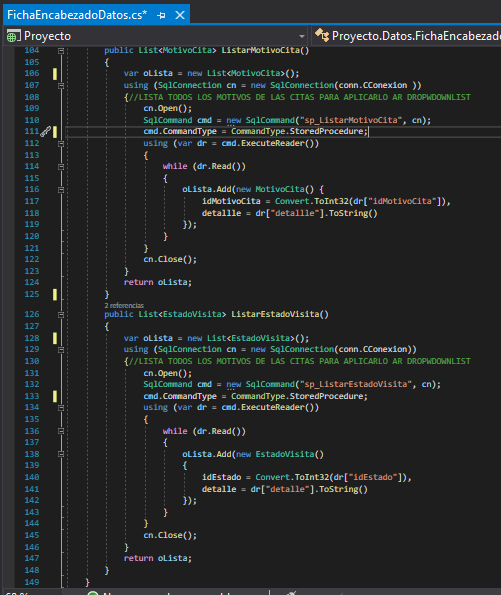 FichaEncabezadoDatos.cs*
Proyecto
Proyecto.Datos.FichaEncabezado
104 public List<MotivoCita> ListarMotivoCita()
105 {
106 var oLista = new List<MotivoCita>();
107 using (SqlConnection cn = new SqlConnection(conn.CConexion ))
108 {//LISTA TODOS LOS MOTIVOS DE LAS CITAS PARA APLICARLO AR DROPWDOWNLIST
109 cn.Open();
110 SqlCommand cmd = new SqlCommand("sp_ListarMotivoCita", cn);
111 cmd.CommandType = CommandType.StoredProcedure;
112 using (var dr = cmd.ExecuteReader())
113 {
114 while (dr.Read())
115 {
116 oLista.Add(new MotivoCita() {
117 idMotivoCita = Convert.ToInt32(dr["idMotivoCita"]),
118 detallle = dr["detallle"].ToString()
119 });
120 }
121 }
122 cn.Close();
123 }
124 return oLista;
125 }
2 referencias
126 public List<EstadoVisita> ListarEstadoVisita()
127 {
128 var oLista = new List<EstadoVisita>();
129 using (SqlConnection cn = new SqlConnection(conn.CConexion))
130 {//LISTA TODOS LOS MOTIVOS DE LAS CITAS PARA APLICARLO AR DROPWDOWNLIST
131 cn.Open();
132 SqlCommand cmd = new SqlCommand("sp_ListarEstadoVisita", cn);
133 cmd.CommandType = CommandType.StoredProcedure;
134 using (var dr = cmd.ExecuteReader())
135 {
136 while (dr.Read())
137 {
138 oLista.Add(new EstadoVisita()
139 {
140 idEstado = Convert.ToInt32(dr["idEstado"]),
141 detalle = dr["detalle"].ToString()
142 });
143 }
144 }
145 cn.Close();
146 }
147 return oLista;
148 }
149 }